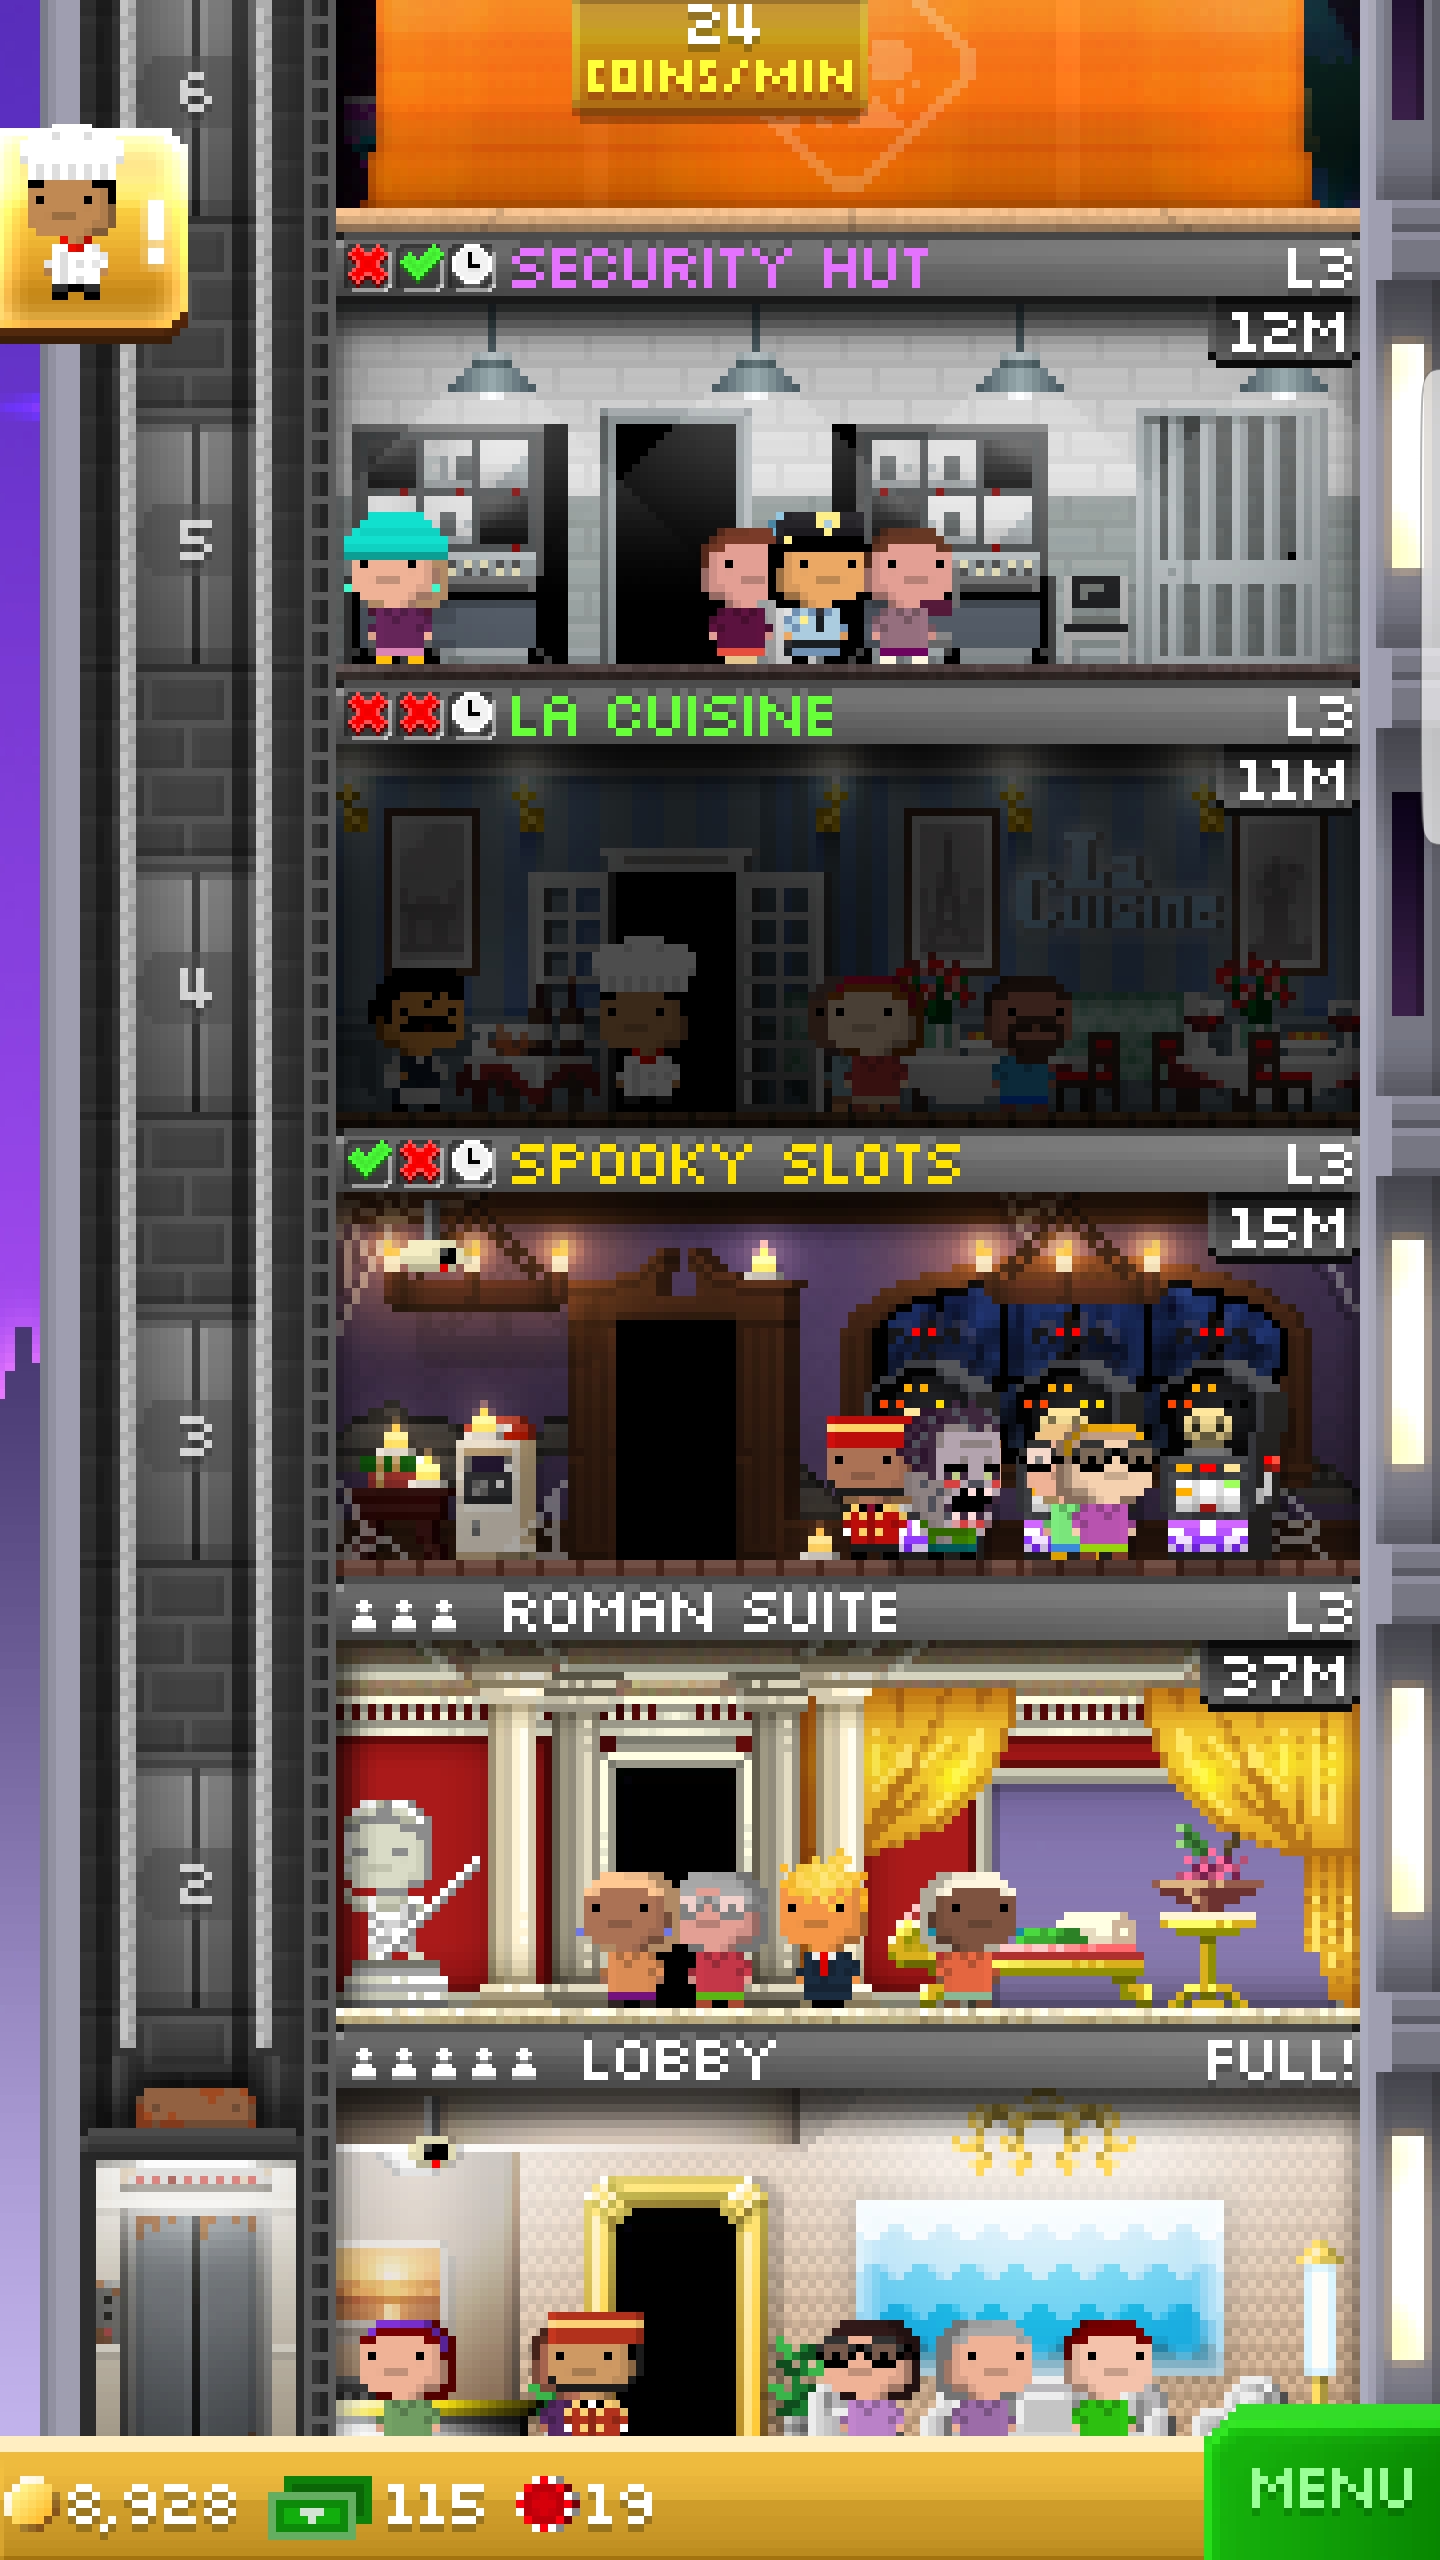 24
COINS/MIN
6
!
SECURITY HUT L3
12M
5
LA CUISINE L3
11M
La
Cuisine
4
SPOOKY SLOTS L3
15M
3
ROMAN SUITE L3
37M
2
LOBBY FULL!
8,928 115 19
MENU